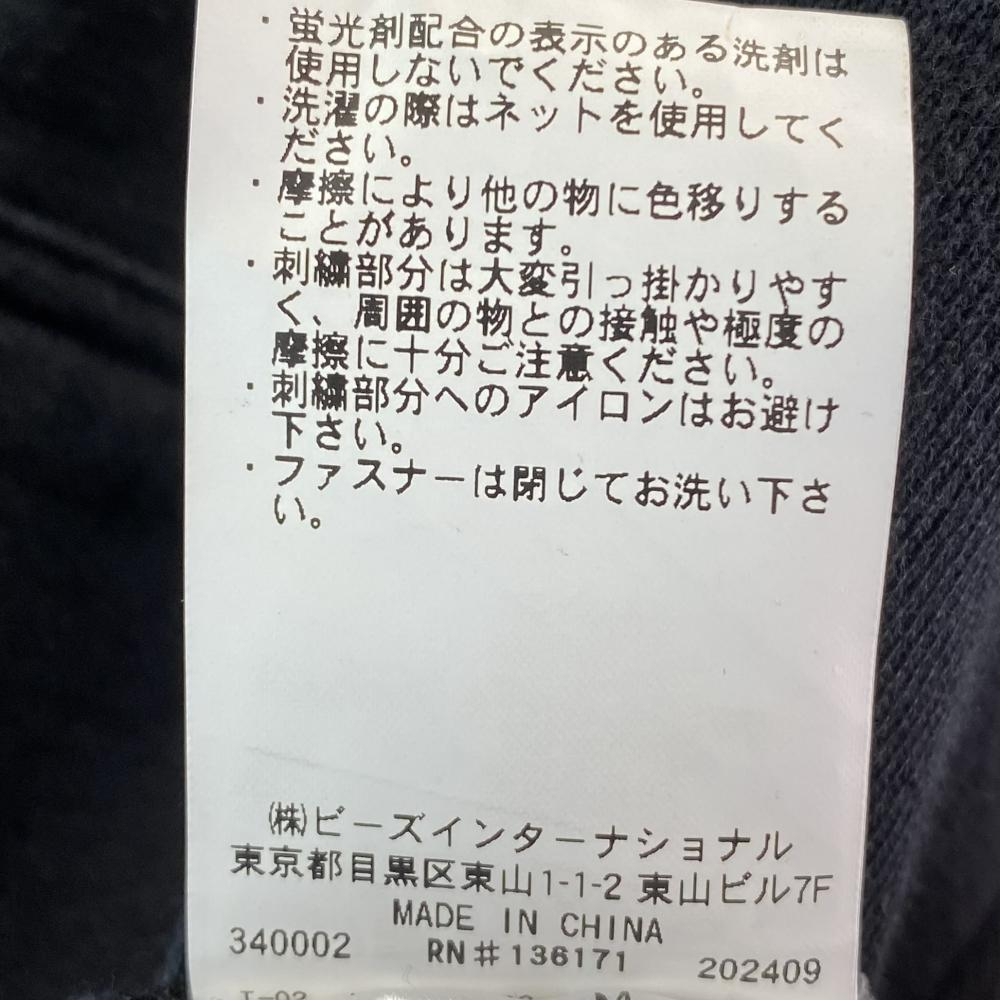 ・蛍光剤配合の表示のある洗剤は
使用しないでください。
・洗濯の際はネットを使用してく
ださい。
・摩擦により他の物に色移りする
ことがあります。
・刺繍部分は大変引っ掛かりやす
く、周囲の物との接触や極度の
摩擦に十分ご注意ください。
・刺繍部分へのアイロンはお避け
下さい。
・ファスナーは閉じてお洗い下さ
い。
㈱ビーズインターナショナル
東京都目黒区東山1-1-2 東山ビル7F
MADE IN CHINA
340002 RN#136171 202409